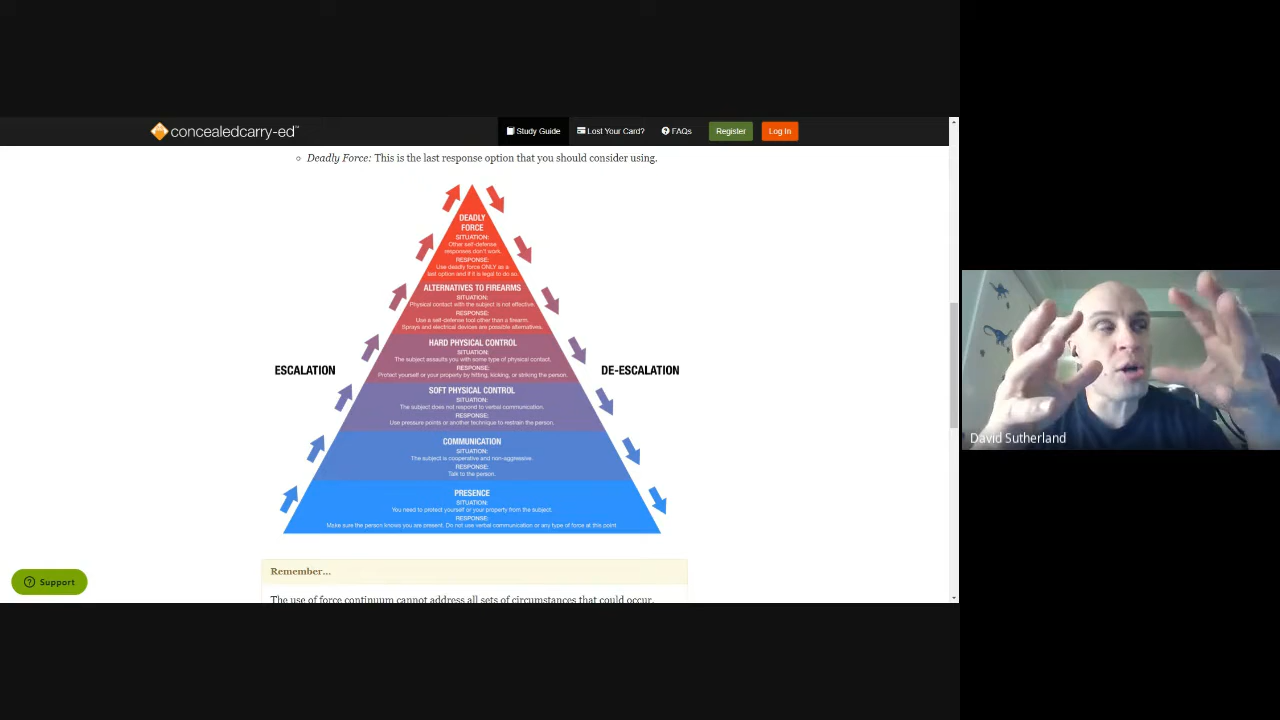 concealedcarry-ed™
Study Guide
Lost Your Card?
FAQs
Register
Log In
Deadly Force: This is the last response option that you should consider using.
DEADLY
FORCE
SITUATION:
Other self-defense
responses don't work.
RESPONSE:
Use deadly force ONLY as a
last option and if it is legal to do so.
ALTERNATIVES TO FIREARMS
SITUATION:
Physical contact with the subject is not effective.
RESPONSE:
Use a self-defense tool other than a firearm.
Sprays and electrical devices are possible alternatives.
HARD PHYSICAL CONTROL
SITUATION:
The subject assaults you with some type of physical contact.
RESPONSE:
Protect yourself or your property by hitting, kicking, or striking the person.
ESCALATION
DE-ESCALATION
SOFT PHYSICAL CONTROL
SITUATION:
The subject does not respond to verbal communication.
RESPONSE:
Use pressure points or another technique to restrain the person.
COMMUNICATION
SITUATION:
The subject is cooperative and non-aggressive.
RESPONSE:
Talk to the person.
PRESENCE
SITUATION:
You need to protect yourself or your property from the subject.
RESPONSE:
Make sure the person knows you are present. Do not use verbal communication or any type of force at this point
Remember...
The use of force continuum cannot address all sets of circumstances that could occur.
Support
David Sutherland